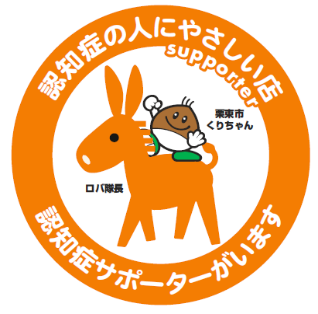 認知症の人にやさしい店
supporter
栗東市
くりちゃん
ロバ隊長
認知症サポーターがいます